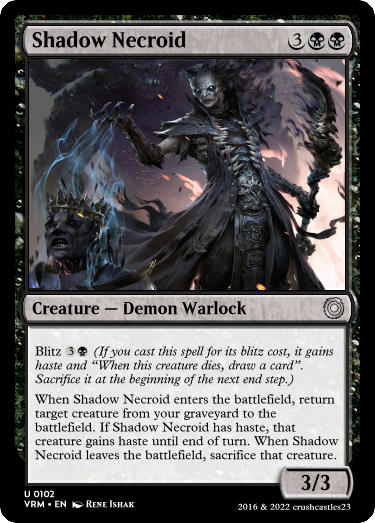 Shadow Necroid 3
Creature — Demon Warlock
Blitz 3 (If you cast this spell for its blitz cost, it gains
haste and “When this creature dies, draw a card”.
Sacrifice it at the beginning of the next end step.)
When Shadow Necroid enters the battlefield, return
target creature from your graveyard to the
battlefield. If Shadow Necroid has haste, that
creature gains haste until end of turn. When Shadow
Necroid leaves the battlefield, sacrifice that creature.
3/3
U 0102
VRM • EN Rene Ishak
2016 & 2022 crushcastles23